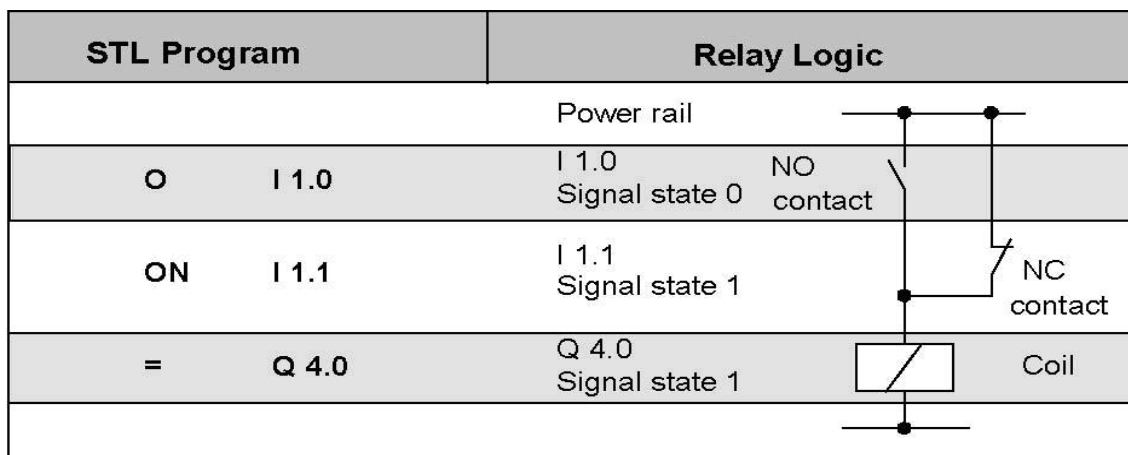 STL Program Relay Logic
Power rail
O I 1.0 I 1.0 NO
Signal state 0 contact
ON I 1.1 I 1.1 NC
Signal state 1 contact
= Q 4.0 Q 4.0 Coil
Signal state 1